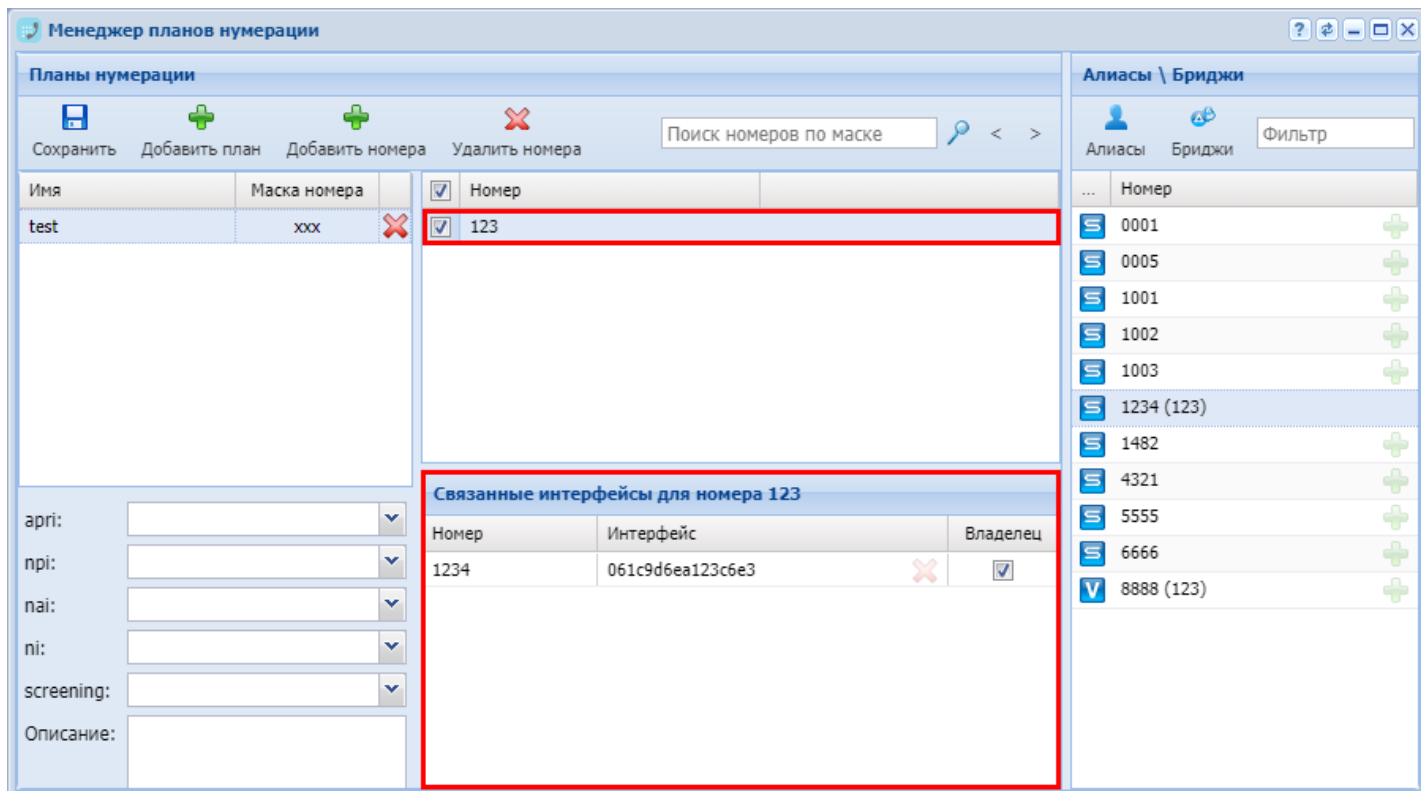 Менеджер планов нумерации
Планы нумерации
Сохранить Добавить план Добавить номера Удалить номера Поиск номеров по маске < >
Имя Маска номера
test xxx
Номер
123
Связанные интерфейсы для номера 123
Номер Интерфейс Владелец
1234 061c9d6ea123c6e3
apri:
npi:
nai:
ni:
screening:
Описание:
Алиасы \ Бриджи
Алиасы Бриджи Фильтр
... Номер
S 0001
S 0005
S 1001
S 1002
S 1003
S 1234 (123)
S 1482
S 4321
S 5555
S 6666
V 8888 (123)